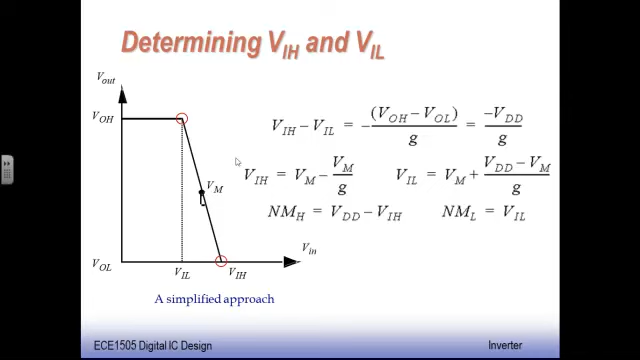 Determining V_IH and V_IL
V_out
V_OH
V_M
V_OL
V_IL
V_IH
V_in
V_IH − V_IL = −(V_OH − V_OL)/g = −V_DD/g
V_IH = V_M − V_M/g
V_IL = V_M + (V_DD − V_M)/g
NM_H = V_DD − V_IH
NM_L = V_IL
A simplified approach
ECE1505 Digital IC Design
Inverter